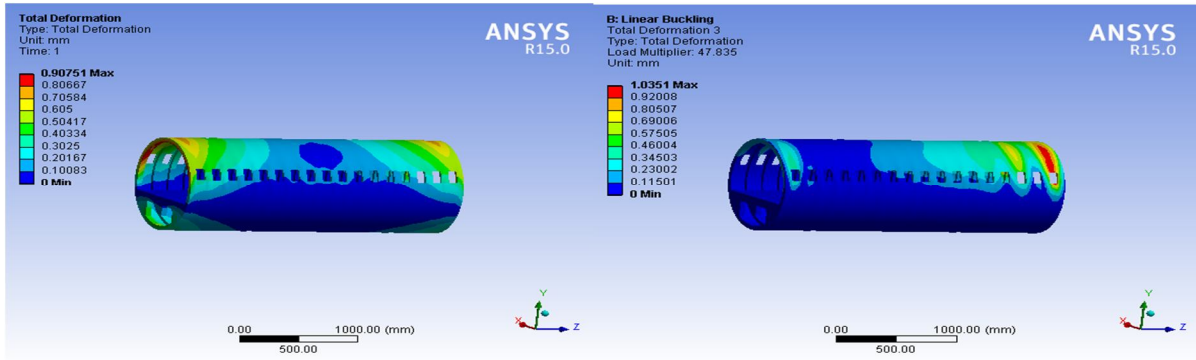 Total Deformation
Type: Total Deformation
Unit: mm
Time: 1
0.90751 Max
0.80667
0.70584
0.605
0.50417
0.40334
0.3025
0.20167
0.10083
0 Min
ANSYS
R15.0
0.00
1000.00 (mm)
500.00
Y
X
Z
B: Linear Buckling
Total Deformation 3
Type: Total Deformation
Load Multiplier: 47.835
Unit: mm
1.0351 Max
0.92008
0.80507
0.69006
0.57505
0.46004
0.34503
0.23002
0.11501
0 Min
ANSYS
R15.0
0.00
1000.00 (mm)
500.00
Y
X
Z